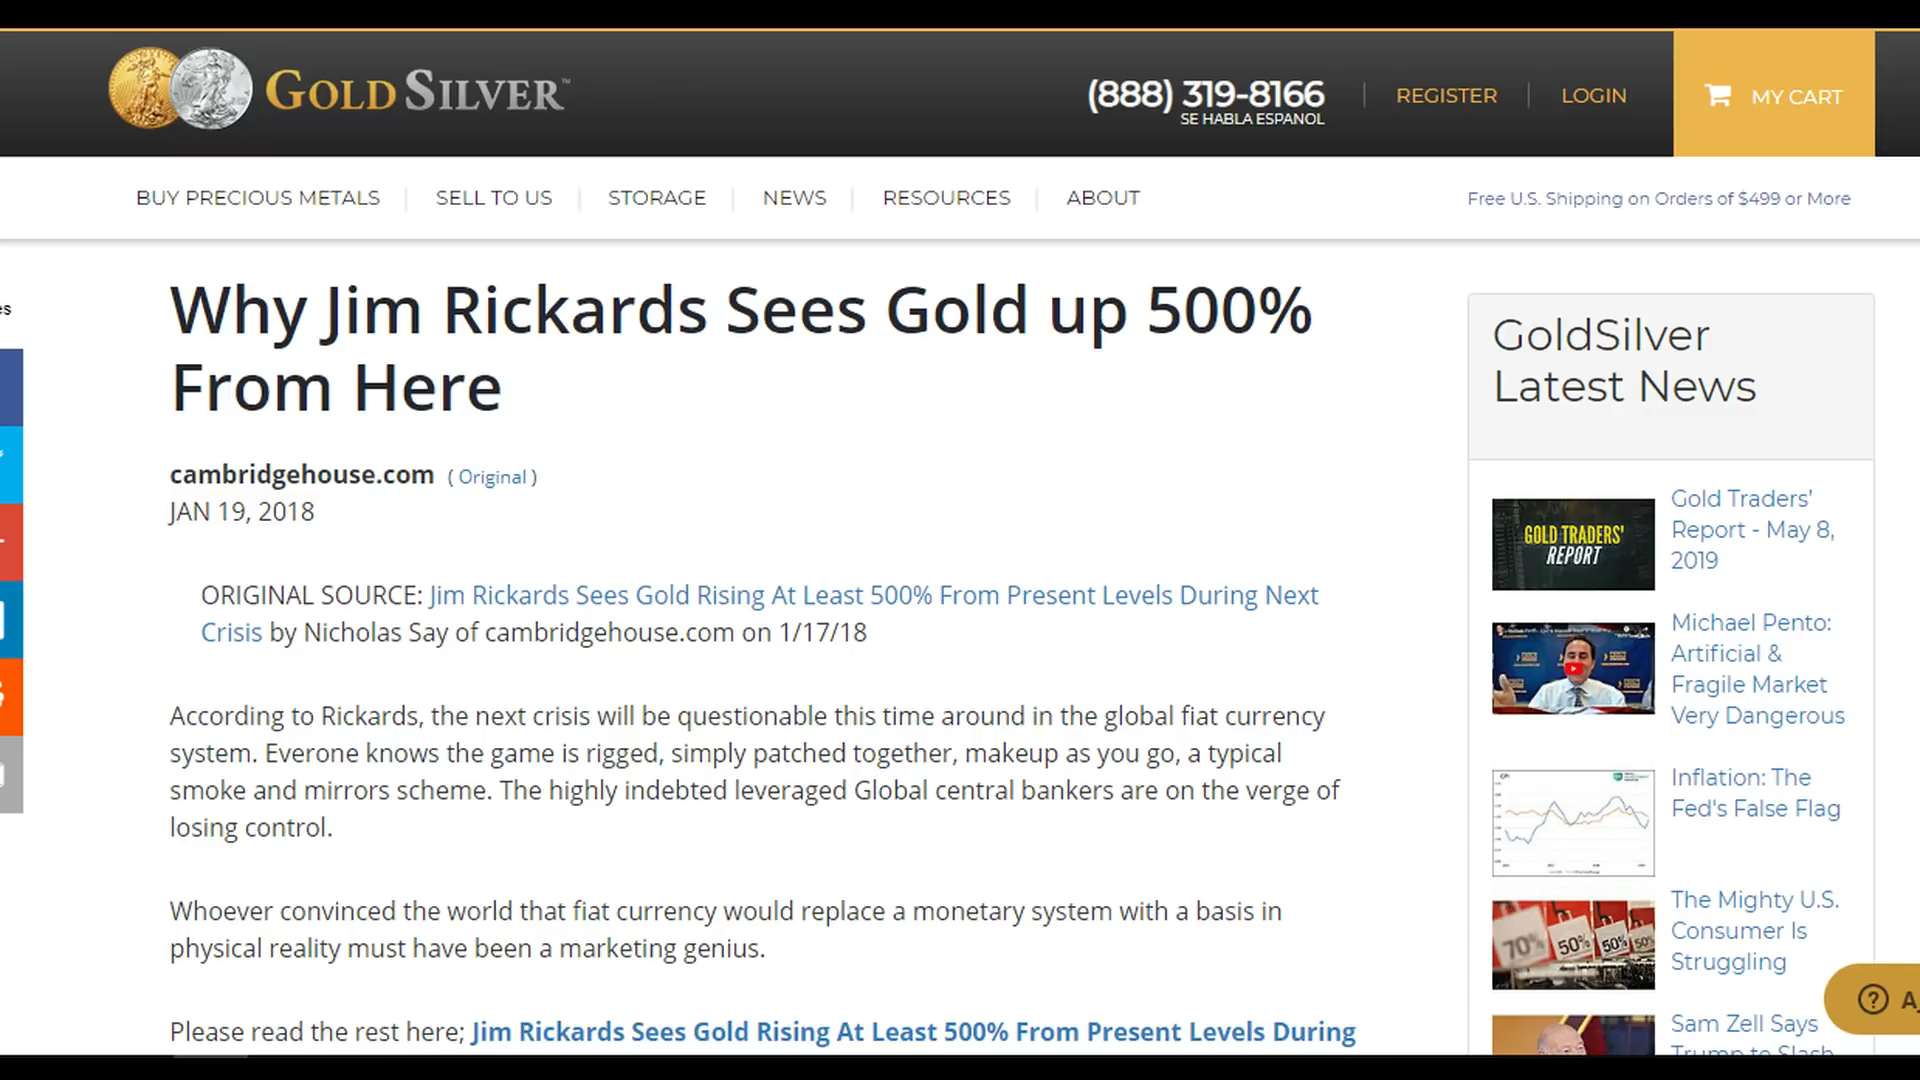 GOLD SILVER™
(888) 319-8166
SE HABLA ESPANOL
REGISTER
LOGIN
MY CART
BUY PRECIOUS METALS
SELL TO US
STORAGE
NEWS
RESOURCES
ABOUT
Free U.S. Shipping on Orders of $499 or More
es
Why Jim Rickards Sees Gold up 500%
From Here
cambridgehouse.com ( Original )
JAN 19, 2018
ORIGINAL SOURCE: Jim Rickards Sees Gold Rising At Least 500% From Present Levels During Next
Crisis by Nicholas Say of cambridgehouse.com on 1/17/18
According to Rickards, the next crisis will be questionable this time around in the global fiat currency
system. Everone knows the game is rigged, simply patched together, makeup as you go, a typical
smoke and mirrors scheme. The highly indebted leveraged Global central bankers are on the verge of
losing control.
Whoever convinced the world that fiat currency would replace a monetary system with a basis in
physical reality must have been a marketing genius.
Please read the rest here; Jim Rickards Sees Gold Rising At Least 500% From Present Levels During
GoldSilver
Latest News
GOLD TRADERS'
REPORT
Gold Traders'
Report - May 8,
2019
Michael Pento:
Artificial &
Fragile Market
Very Dangerous
Inflation: The
Fed's False Flag
70%
50%
50%
50%
The Mighty U.S.
Consumer Is
Struggling
Sam Zell Says
Trump to Slash
? A